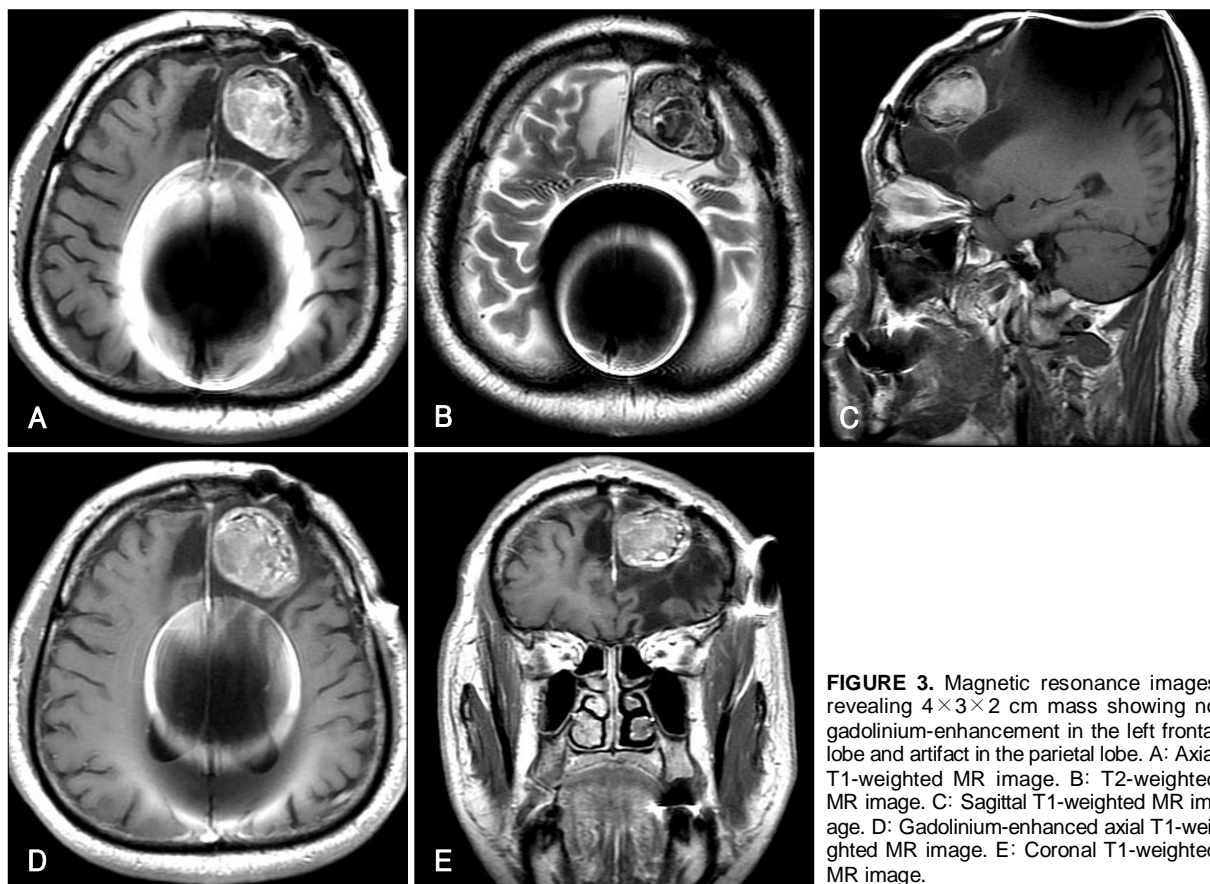 A
B
C
D
E
FIGURE 3. Magnetic resonance images
revealing 4×3×2 cm mass showing no
gadolinium-enhancement in the left fronta
lobe and artifact in the parietal lobe. A: Axia
T1-weighted MR image. B: T2-weighted
MR image. C: Sagittal T1-weighted MR im
age. D: Gadolinium-enhanced axial T1-wei
ghted MR image. E: Coronal T1-weighted
MR image.